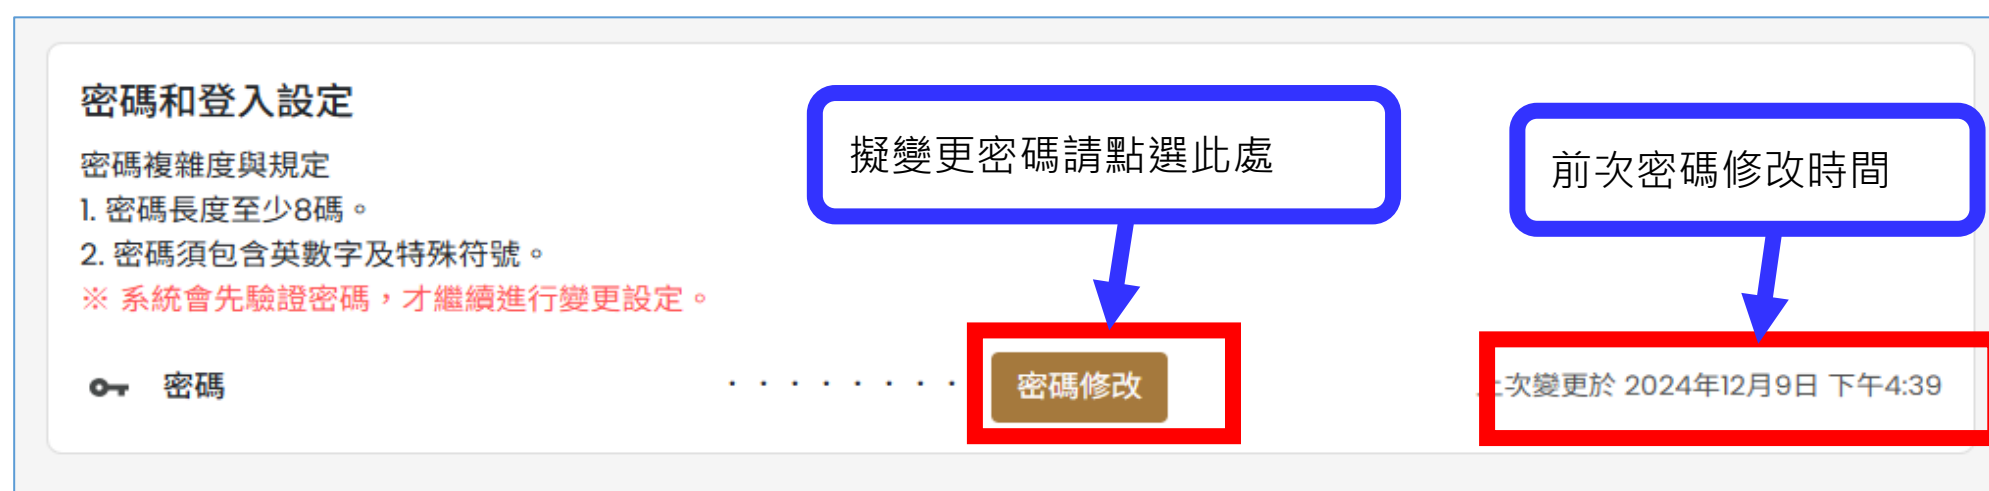 密碼和登入設定
擬變更密碼請點選此處
前次密碼修改時間
密碼複雜度與規定
1. 密碼長度至少8碼。
2. 密碼須包含英數字及特殊符號。
※ 系統會先驗證密碼，才繼續進行變更設定。
密碼
········
密碼修改
上次變更於 2024年12月9日 下午4:39